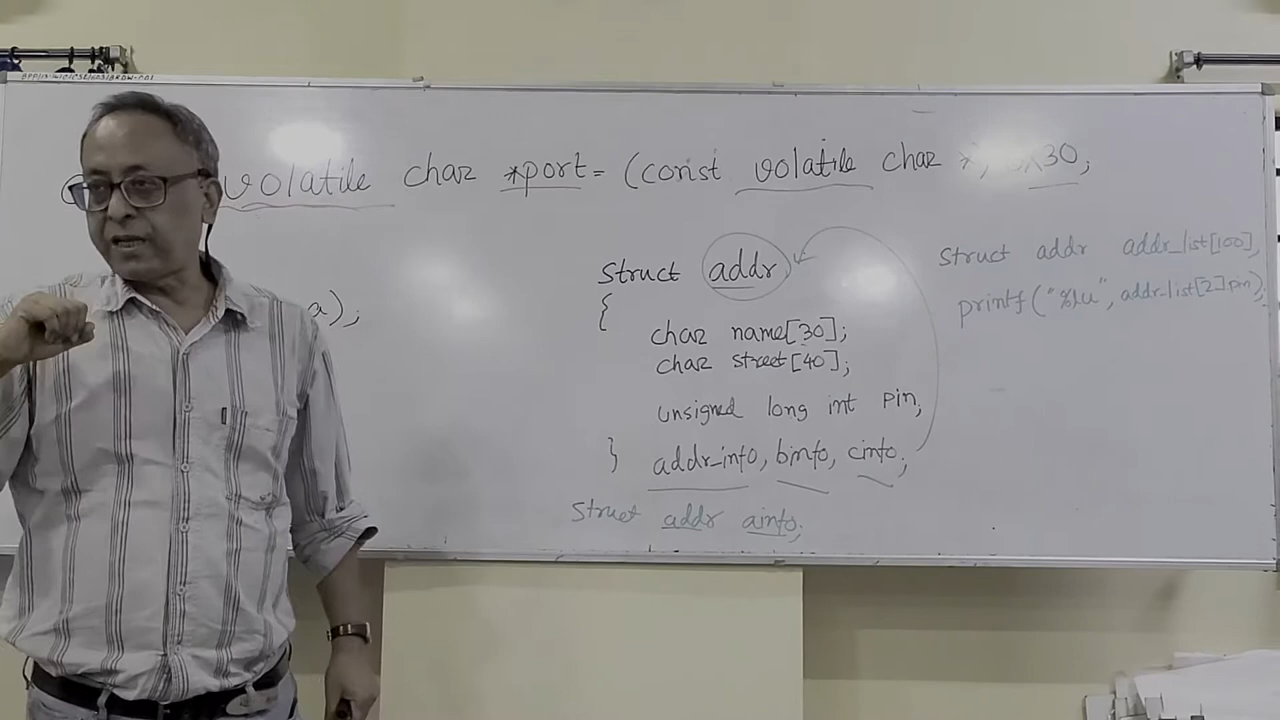 volatile char *port = (const volatile char *) 0x30;
a);
struct addr
{
char name[30];
char street[40];
unsigned long int pin;
} addr_info, binfo, cinfo;
struct addr ainfo;
struct addr addr_list[100],
printf("%lu", addr_list[2].pin);